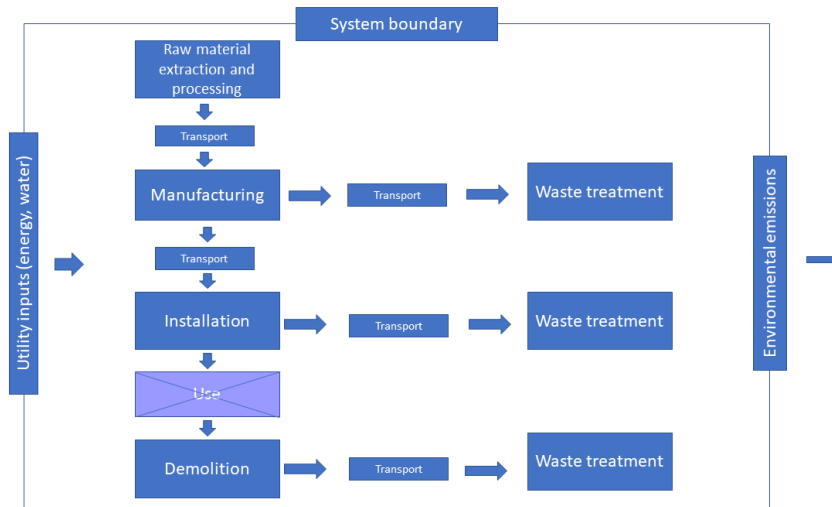 System boundary
Raw material
extraction and
processing
Transport
Manufacturing
Transport
Waste treatment
Transport
Installation
Transport
Waste treatment
Use
Demolition
Transport
Waste treatment
Utility inputs (energy, water)
Environmental emissions